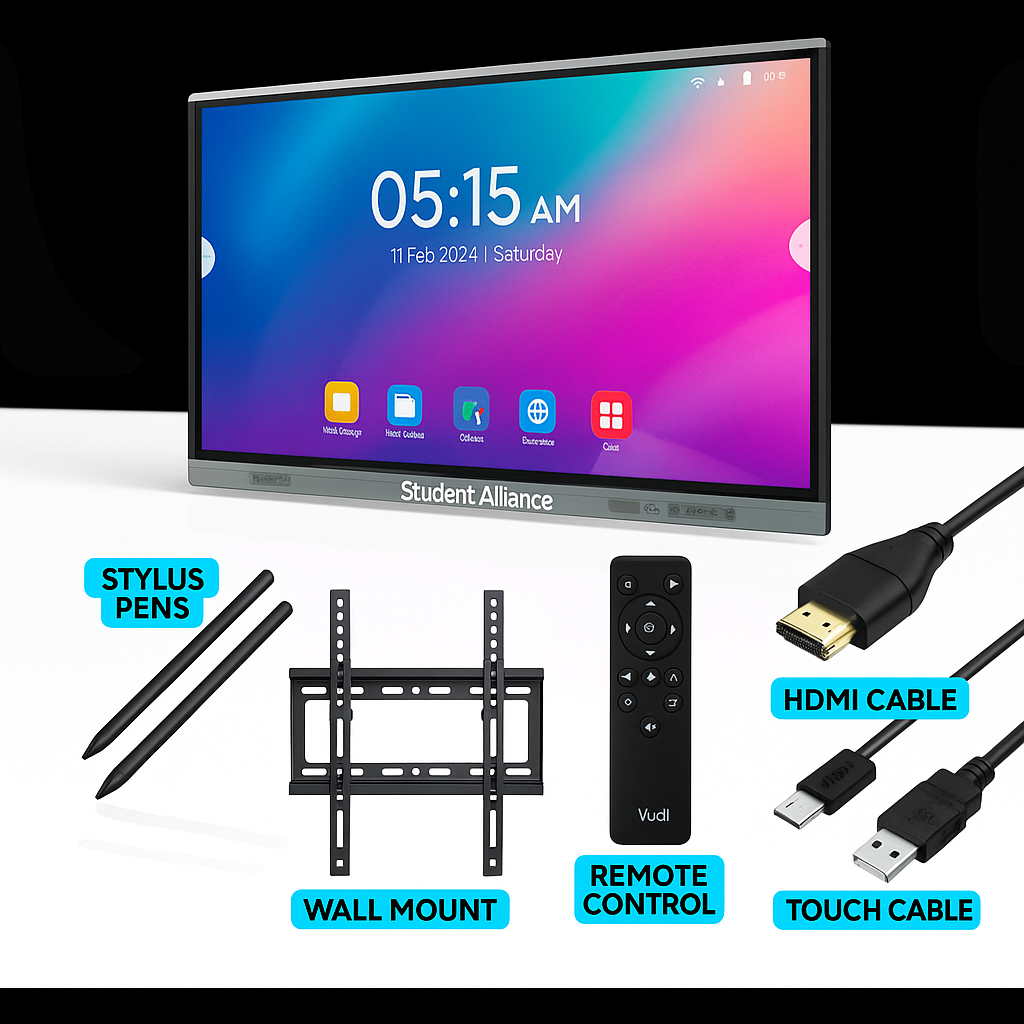 05:15 AM
11 Feb 2024 | Saturday
Student Alliance
STYLUS
PENS
Vudl
HDMI CABLE
WALL MOUNT
REMOTE
CONTROL
TOUCH CABLE